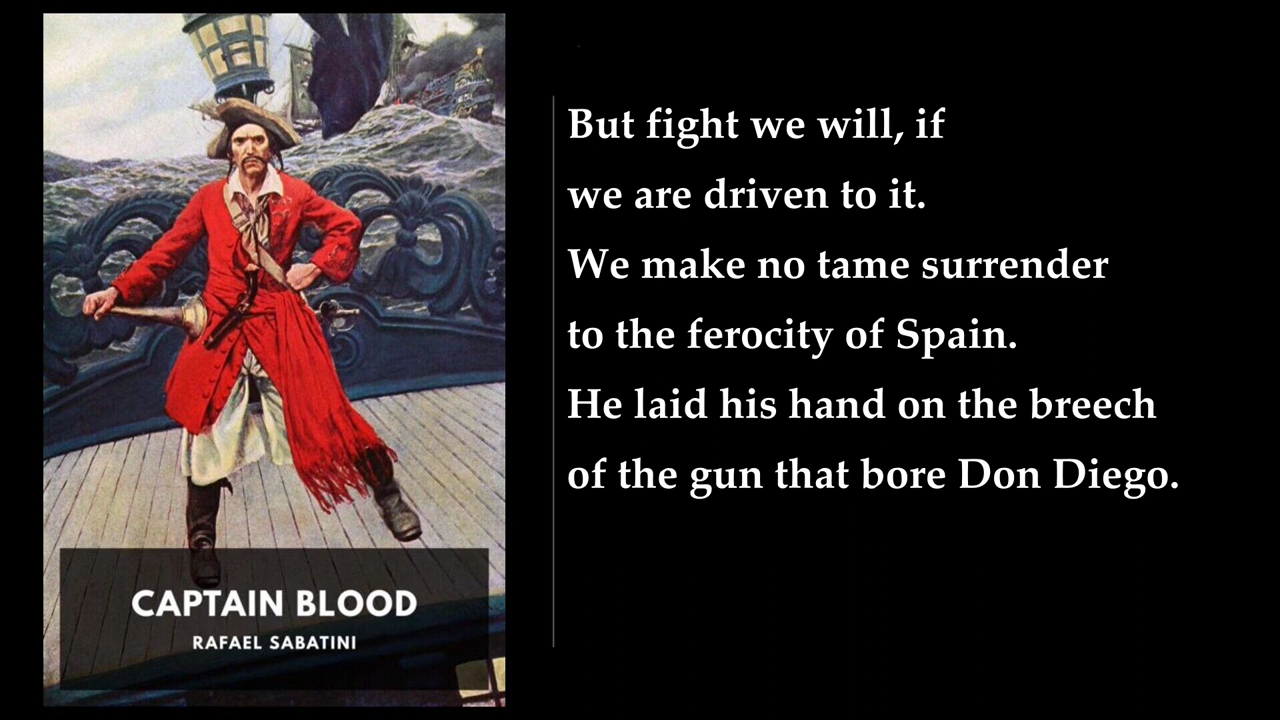 But fight we will, if
we are driven to it.
We make no tame surrender
to the ferocity of Spain.
He laid his hand on the breech
of the gun that bore Don Diego.
CAPTAIN BLOOD
RAFAEL SABATINI